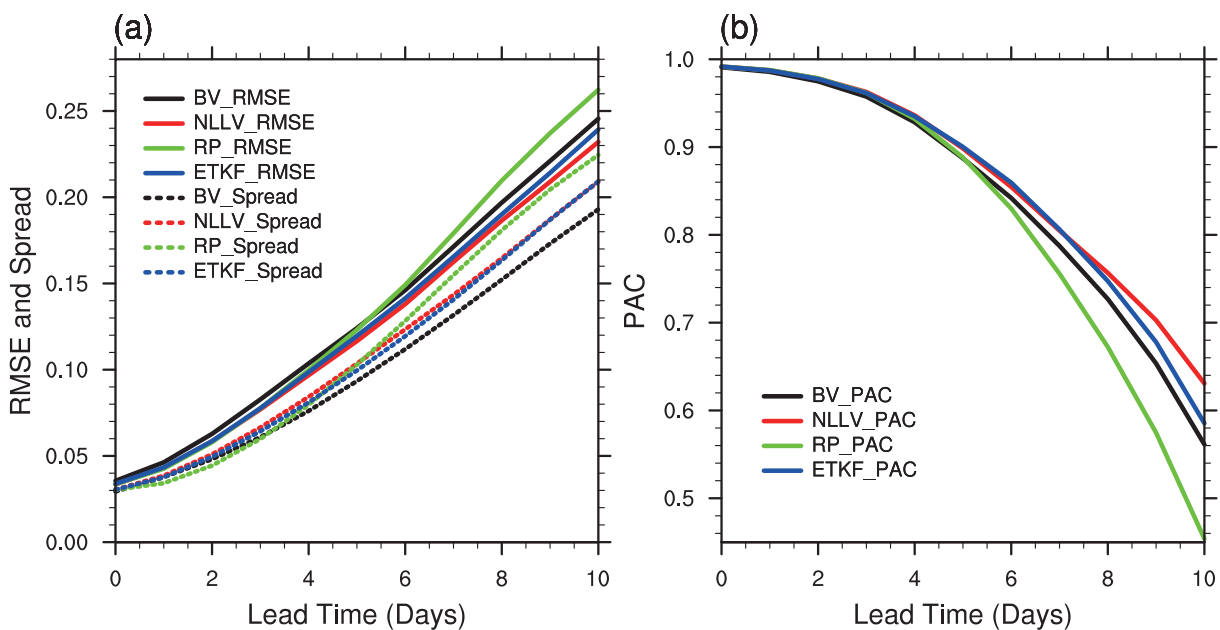 (a)
RMSE and Spread
0.25
0.20
0.15
0.10
0.05
0.00
BV_RMSE
NLLV_RMSE
RP_RMSE
ETKF_RMSE
BV_Spread
NLLV_Spread
RP_Spread
ETKF_Spread
0 2 4 6 8 10
Lead Time (Days)
(b)
PAC
1.0
0.9
0.8
0.7
0.6
0.5
BV_PAC
NLLV_PAC
RP_PAC
ETKF_PAC
0 2 4 6 8 10
Lead Time (Days)